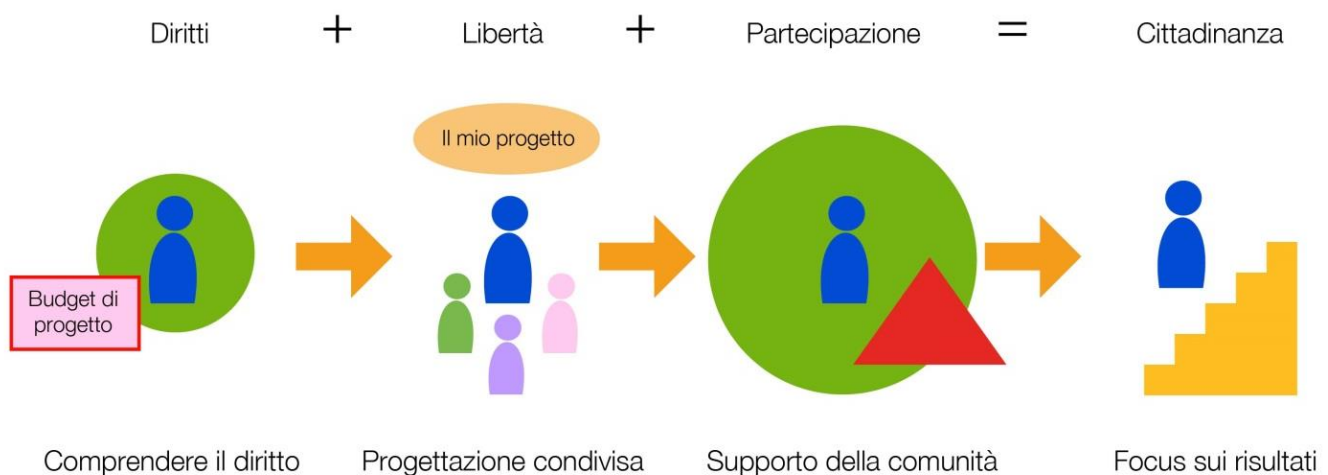 Diritti + Libertà + Partecipazione = Cittadinanza
Il mio progetto
Budget di
progetto
Comprendere il diritto Progettazione condivisa Supporto della comunità Focus sui risultati